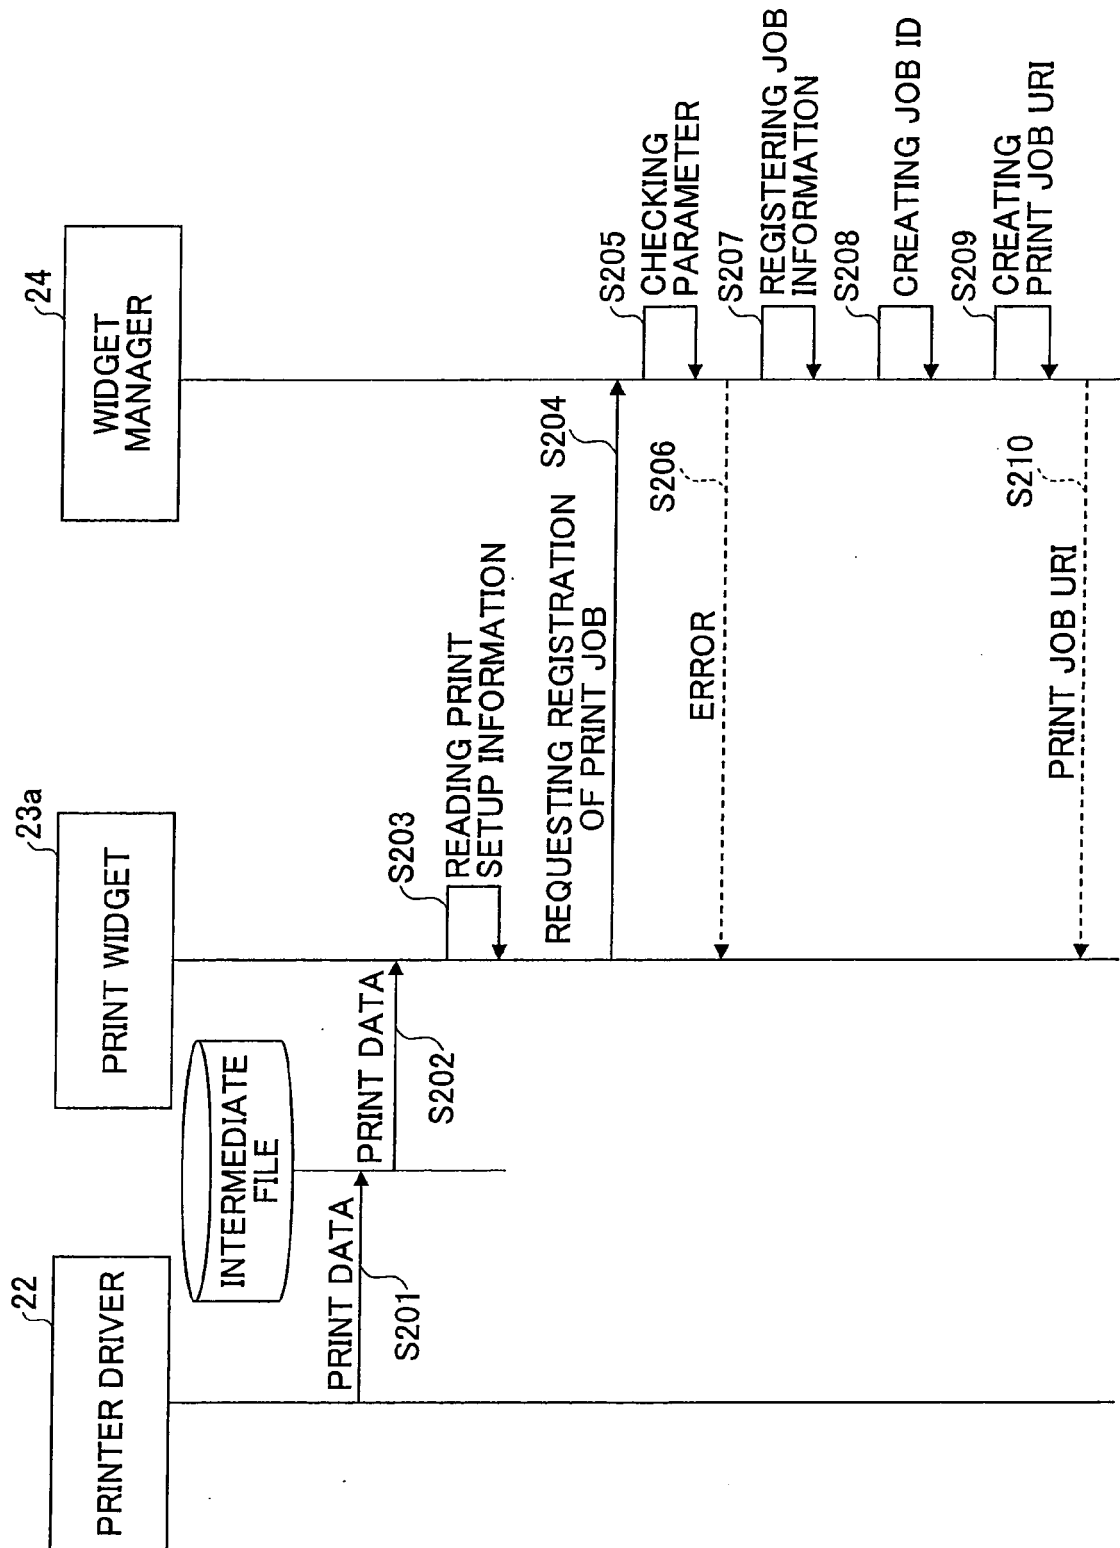 22
PRINTER DRIVER
INTERMEDIATE
FILE
23a
PRINT WIDGET
24
WIDGET
MANAGER
PRINT DATA
S201
PRINT DATA
S202
S203
READING PRINT
SETUP INFORMATION
REQUESTING REGISTRATION
OF PRINT JOB
S204
S205
CHECKING
PARAMETER
S206
ERROR
S207
REGISTERING JOB
INFORMATION
S208
CREATING JOB ID
S209
CREATING
PRINT JOB URI
S210
PRINT JOB URI